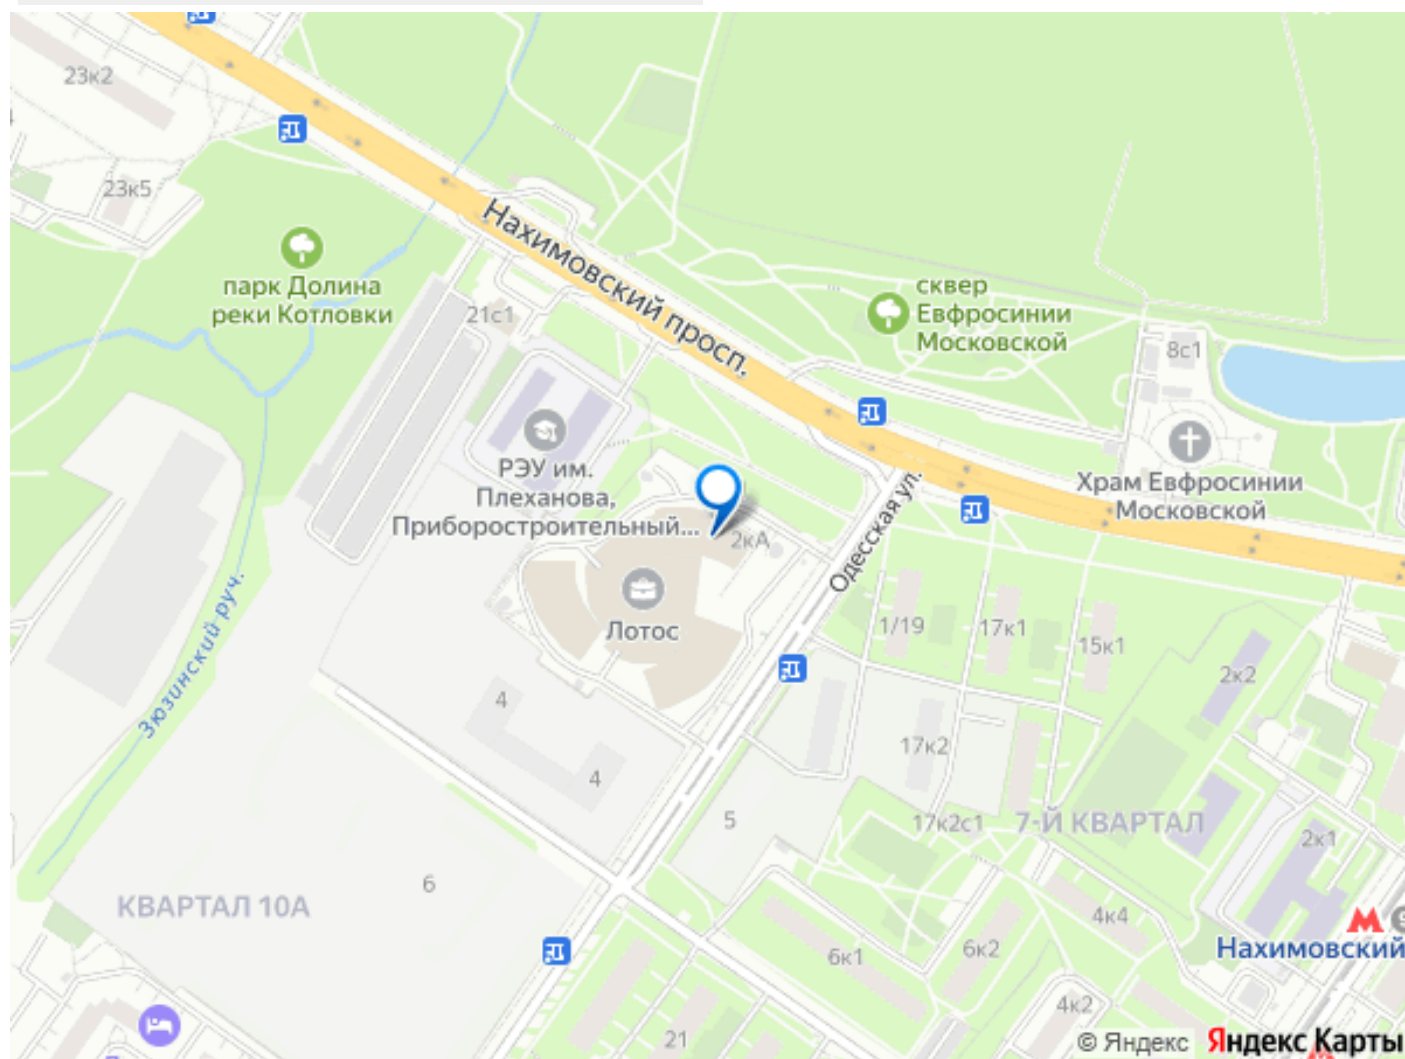 23к2
23к5
Нахимовский просп.
парк Долина
реки Котловки
21с1
сквер
Евфросинии
Московской
8с1
РЭУ им.
Плеханова,
Приборостроительный...
Храм Евфросинии
Московской
2кА
Одесская ул.
Лотос
Зюзинский руч.
1/19
17к1
15к1
2к2
4
17к2
4
5
17к2с1
7-Й КВАРТАЛ
2к1
6
КВАРТАЛ 10А
4к4
Нахимовский
6к1
6к2
4к2
21
© Яндекс Яндекс Карты